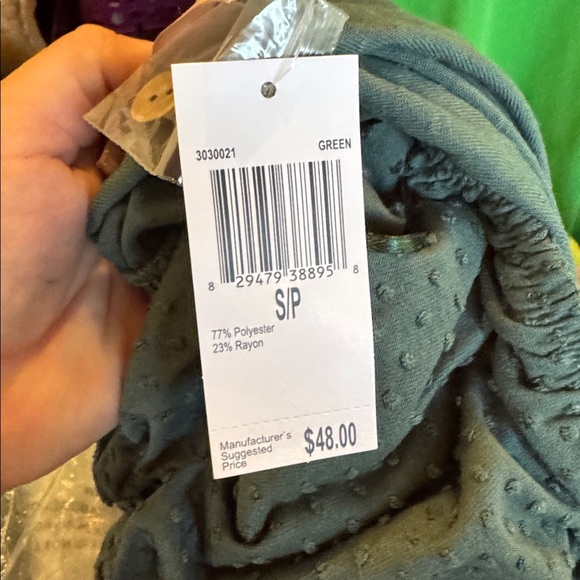 3030021 GREEN
8 29479 38895 8
S/P
77% Polyester
23% Rayon
Manufacturer's
Suggested
Price
$48.00